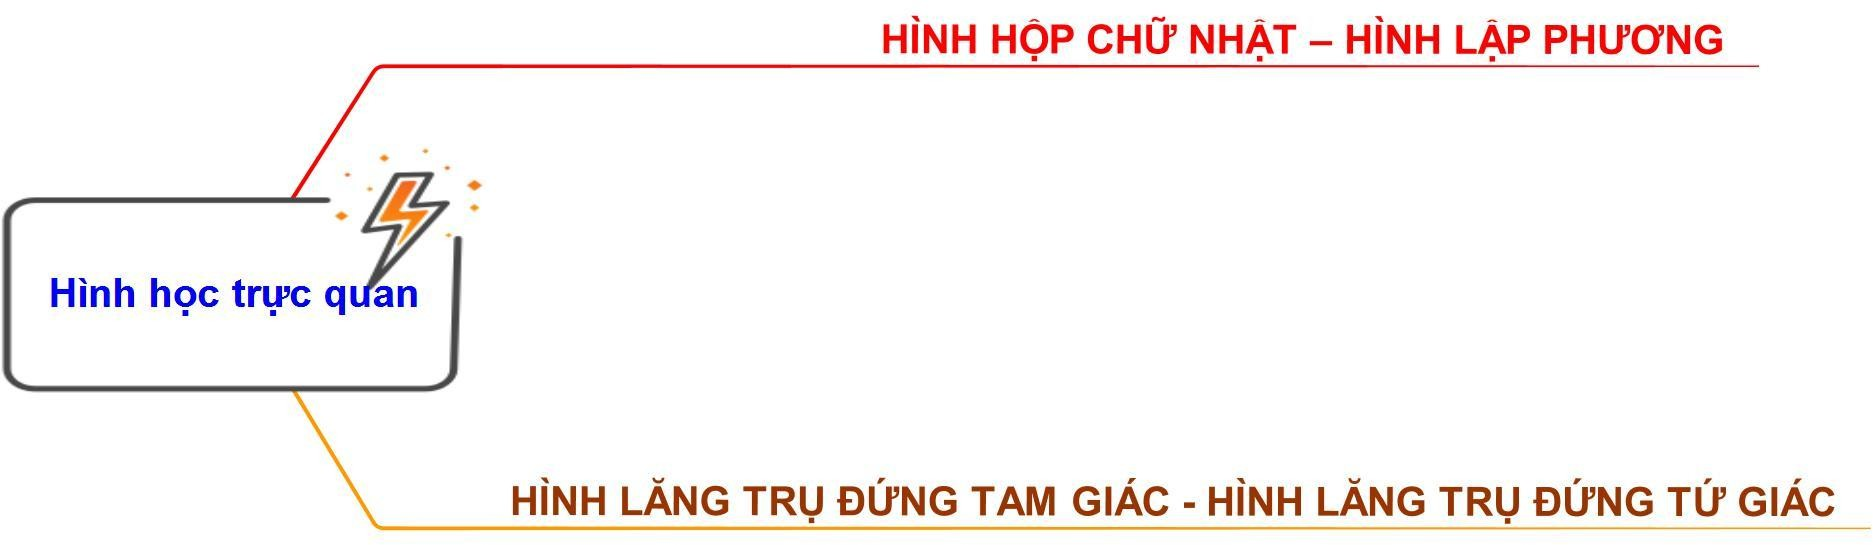 HÌNH HỘP CHỮ NHẬT – HÌNH LẬP PHƯƠNG
Hình học trực quan
HÌNH LĂNG TRỤ ĐỨNG TAM GIÁC - HÌNH LĂNG TRỤ ĐỨNG TỨ GIÁC